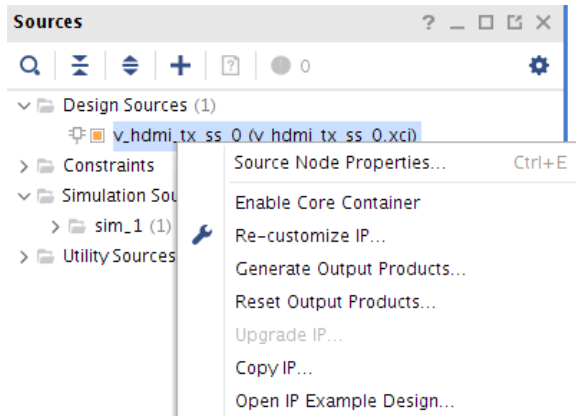 Sources
? _
0
Design Sources (1)
v_hdmi_tx_ss_0 (v_hdmi_tx_ss_0.xci)
Source Node Properties... Ctrl+E
Constraints
Enable Core Container
Simulation Sou
Re-customize IP...
sim_1 (1)
Utility Sources
Generate Output Products...
Reset Output Products...
Upgrade IP...
Copy IP...
Open IP Example Design...